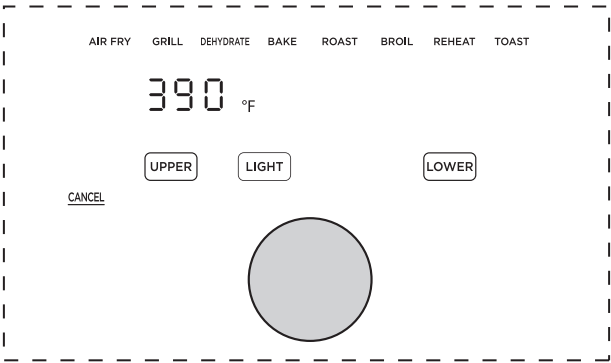 AIR FRY GRILL DEHYDRATE BAKE ROAST BROIL REHEAT TOAST
390 °F
UPPER LIGHT LOWER
CANCEL